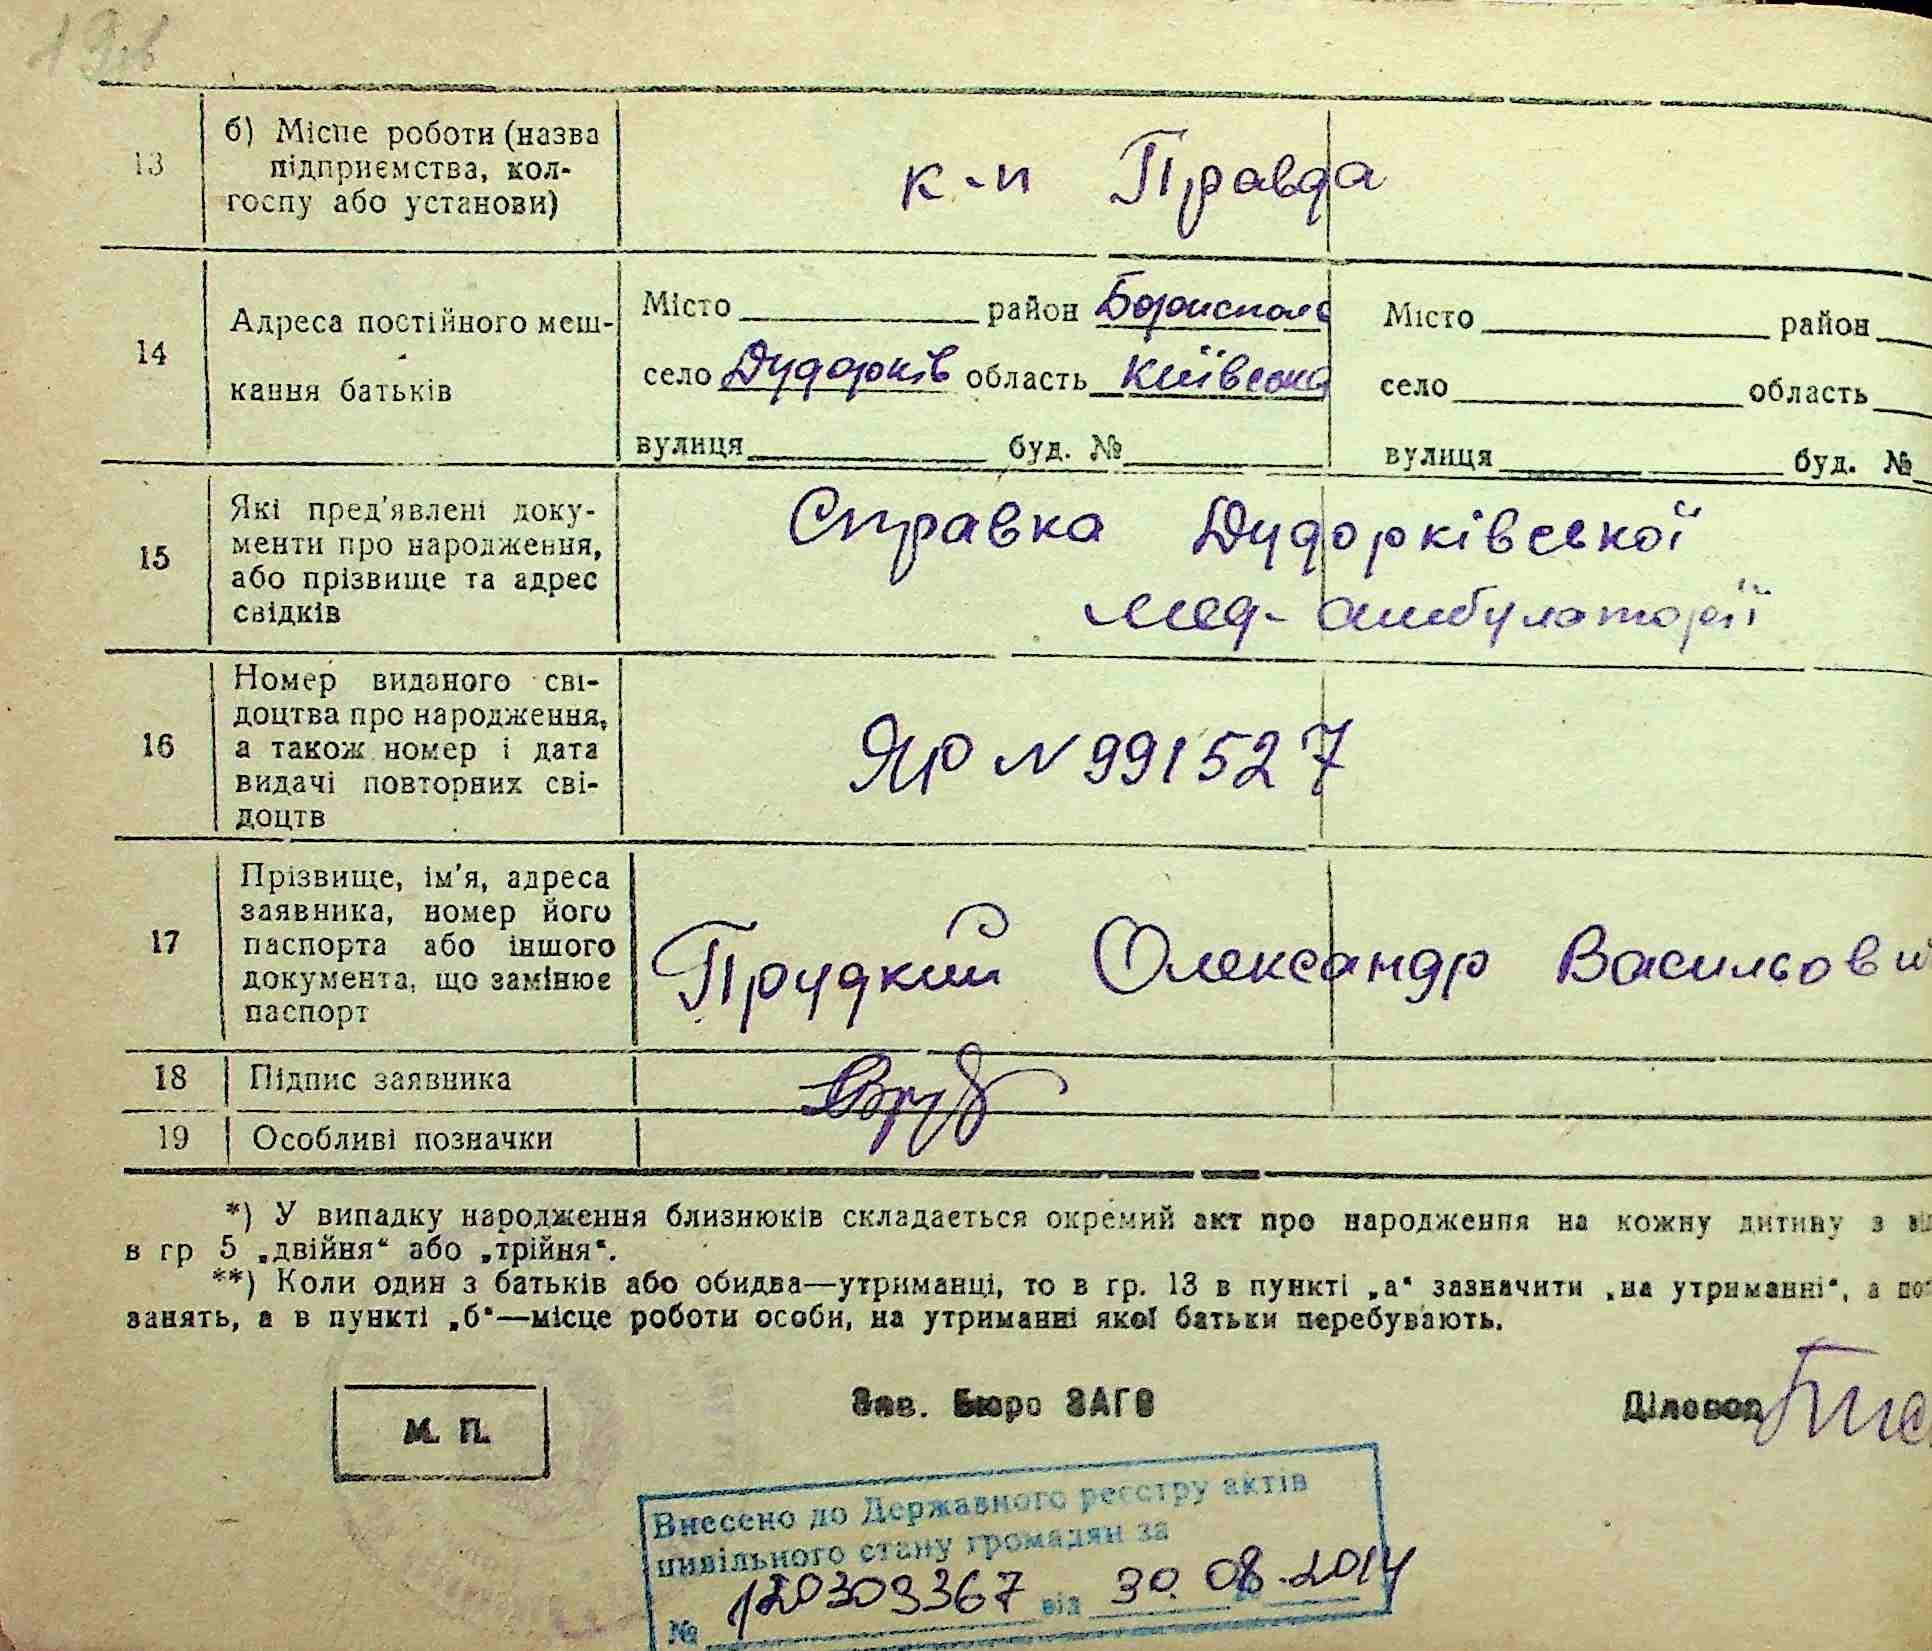 13
б) Місце роботи (назва
підприємства, кол-
госпу або установи)
к-п Правда
14
Адреса постійного меш-
кання батьків
Місто район Бориспольс
село Дударків область Київська
вулиця буд. №
Місто район
село область
вулиця буд. №
15
Які пред'явлені доку-
менти про народження,
або прізвище та адрес
свідків
Справка Дударківської
мед-амбулаторії
16
Номер виданого сві-
доцтва про народження,
а також номер і дата
видачі повторних сві-
доцтв
ЯР N 991527
17
Прізвище, ім'я, адреса
заявника, номер його
паспорта або іншого
документа, що замінює
паспорт
Прудкий Олександр Васильови
18
Підпис заявника
19
Особливі позначки
*) У випадку народження близнюків складається окремий акт про народження на кожну дитину з
в гр 5 „двійня“ або „трійня“.
**) Коли один з батьків або обидва—утриманці, то в гр. 13 в пункті „а“ зазначити „на утриманні“, а
занять, а в пункті „б“—місце роботи особи, на утриманні якої батьки перебувають.
М. П.
Зав. Бюро ЗАГС
Діловод
Внесено до Державного реєстру актів
цивільного стану громадян за
№ 120303367 від 30.08.2014